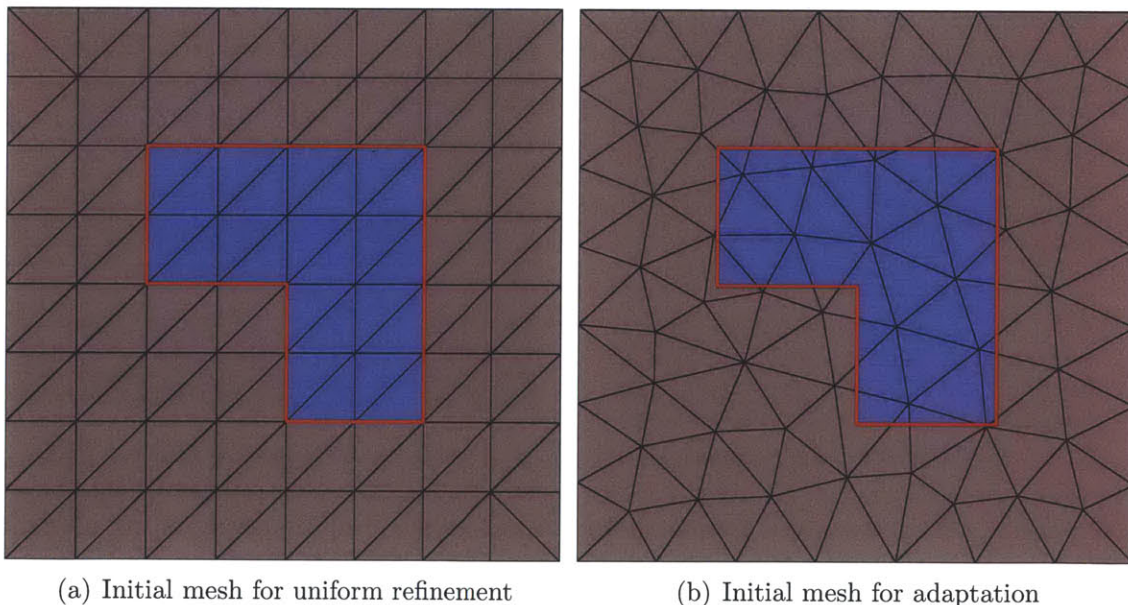 (a) Initial mesh for uniform refinement
(b) Initial mesh for adaptation